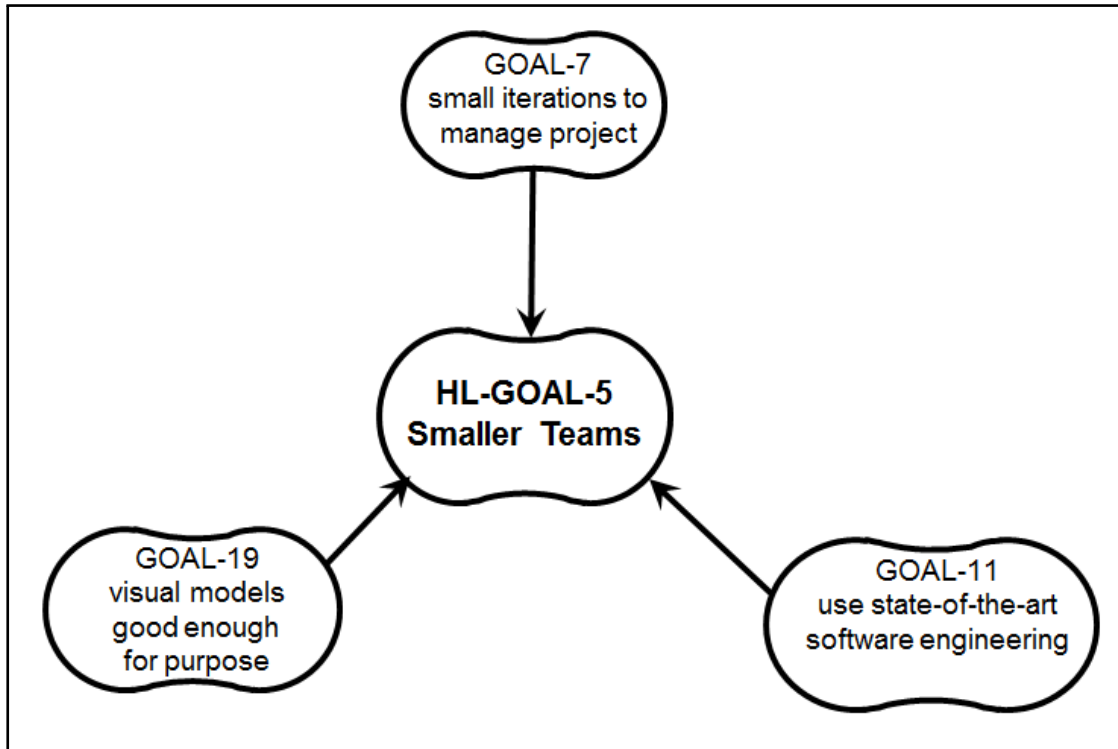 GOAL-7
small iterations to
manage project
HL-GOAL-5
Smaller Teams
GOAL-19
visual models
good enough
for purpose
GOAL-11
use state-of-the-art
software engineering